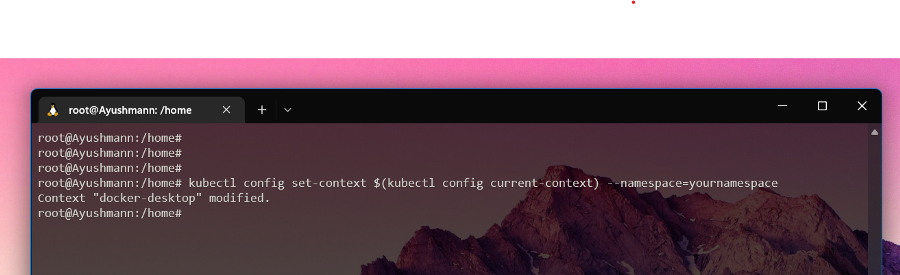 root@Ayushmann: /home
root@Ayushmann:/home#
root@Ayushmann:/home#
root@Ayushmann:/home#
root@Ayushmann:/home# kubectl config set-context $(kubectl config current-context) --namespace=yournamespace
Context "docker-desktop" modified.
root@Ayushmann:/home#